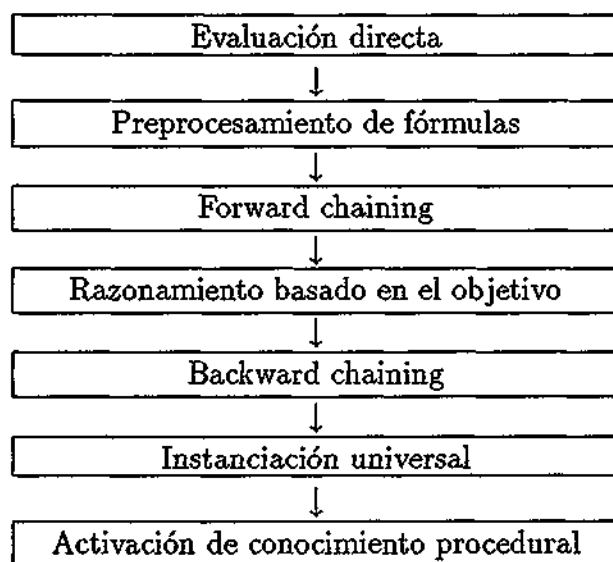 Evaluación directa
Preprocesamiento de fórmulas
Forward chaining
Razonamiento basado en el objetivo
Backward chaining
Instanciación universal
Activación de conocimiento procedural